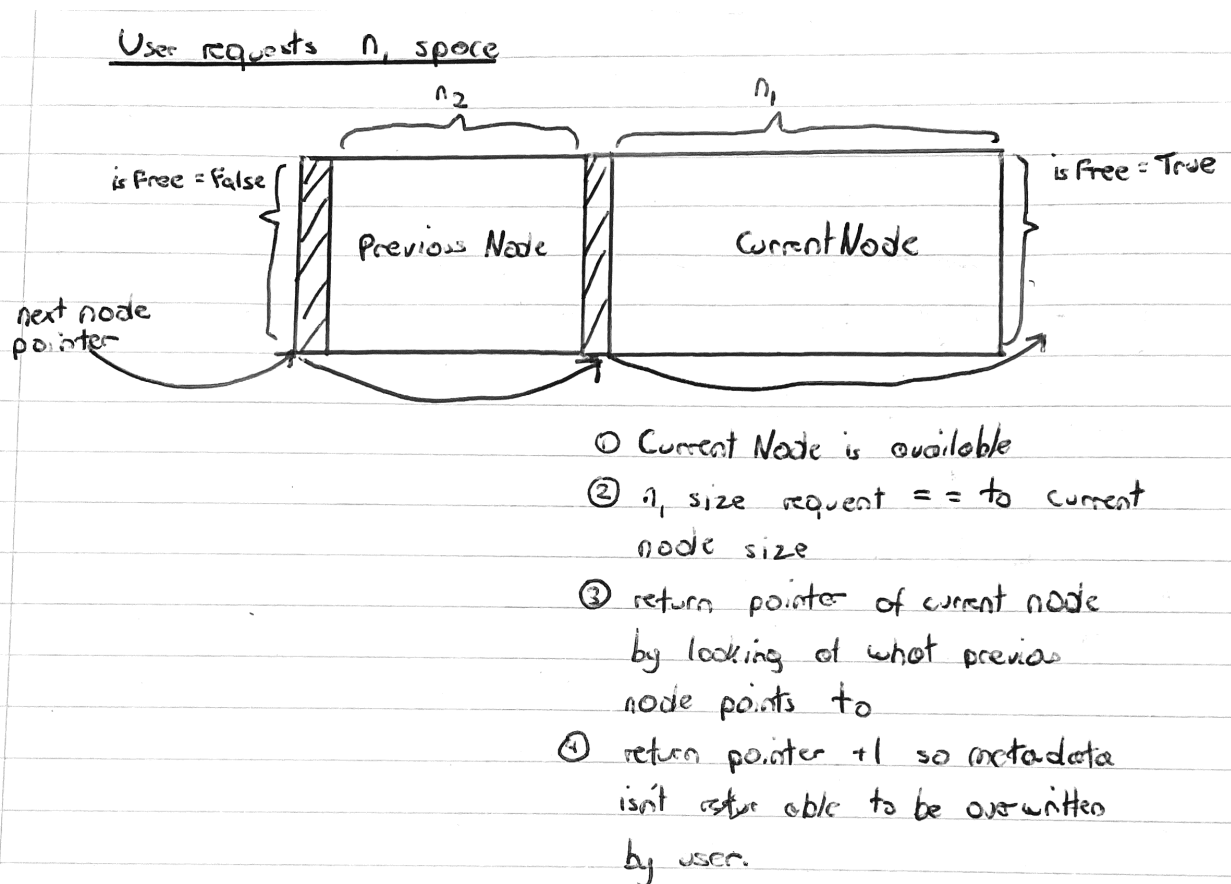 User requests n₁ space
n₂
n₁
is Free = False
is Free = True
Previous Node
Current Node
next node
pointer
① Current Node is available
② n₁ size requent == to current
node size
③ return pointer of current node
by looking at what previos
node points to
④ return pointer +1 so metadata
isn't able to be overwritten
by user.